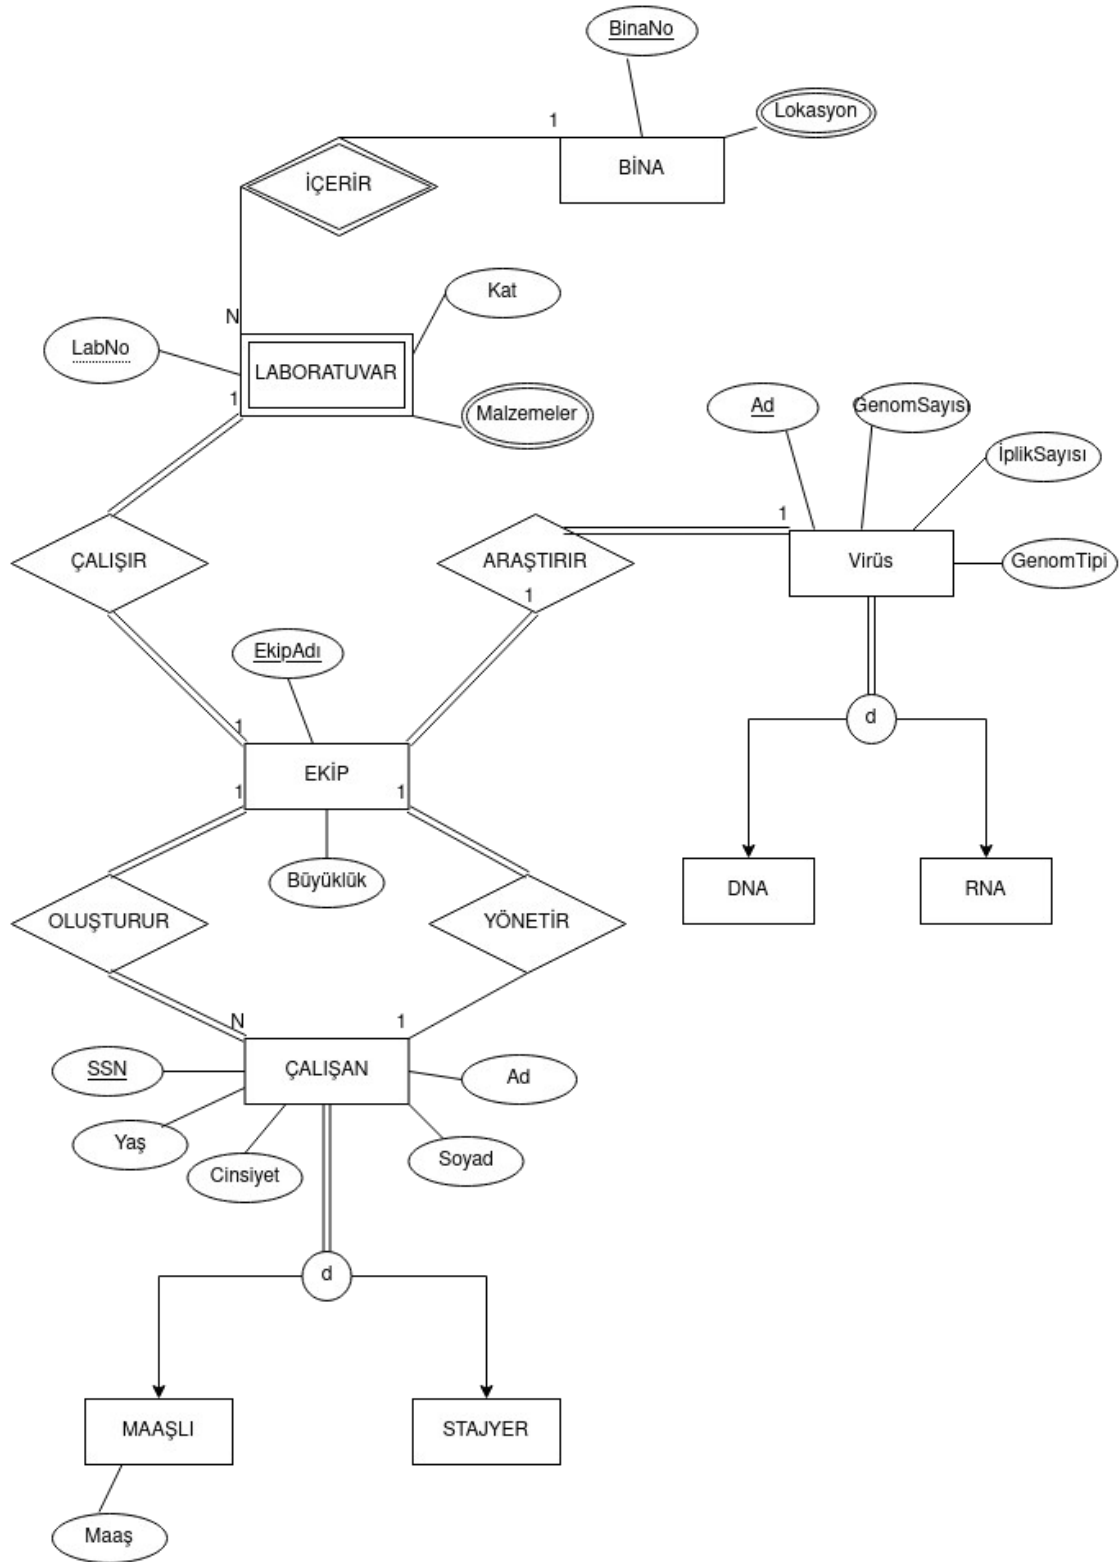 BinaNo
Lokasyon
1
BİNA
İÇERİR
N
Kat
LabNo
LABORATUVAR
1
Malzemeler
Ad
GenomSayısı
İplikSayısı
1
Virüs
GenomTipi
ÇALIŞIR
ARAŞTIRIR
1
EkipAdı
1
EKİP
1
1
Büyüklük
d
DNA
RNA
OLUŞTURUR
YÖNETİR
N
1
SSN
ÇALIŞAN
Ad
Yaş
Cinsiyet
Soyad
d
MAAŞLI
STAJYER
Maaş